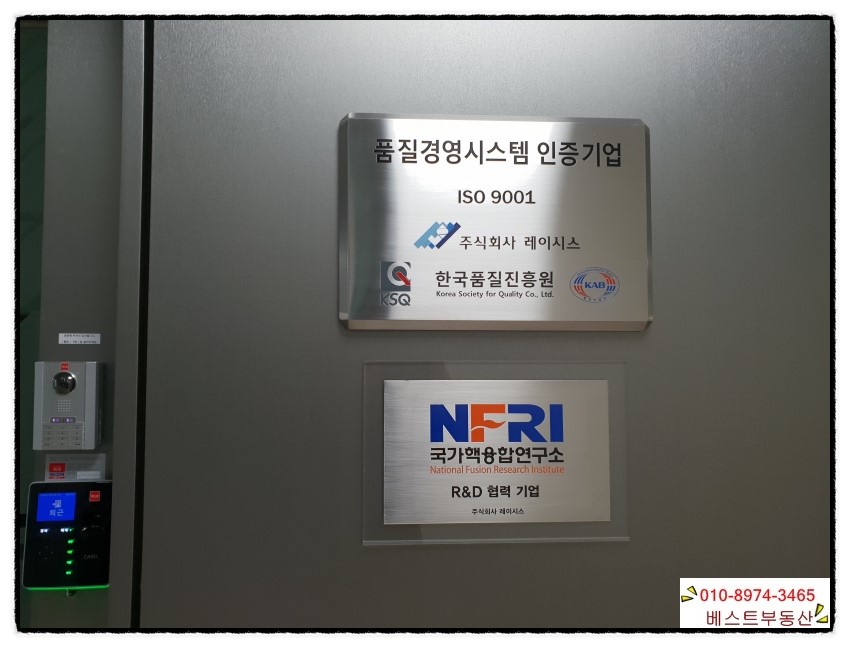 품질경영시스템 인증기업
ISO 9001
주식회사 레이시스
KSQ
한국품질진흥원
Korea Society for Quality Co., Ltd.
KAB
NFRI
국가핵융합연구소
National Fusion Research Institute
R&D 협력 기업
주식회사 레이시스
퇴근
010-8974-3465
베스트부동산